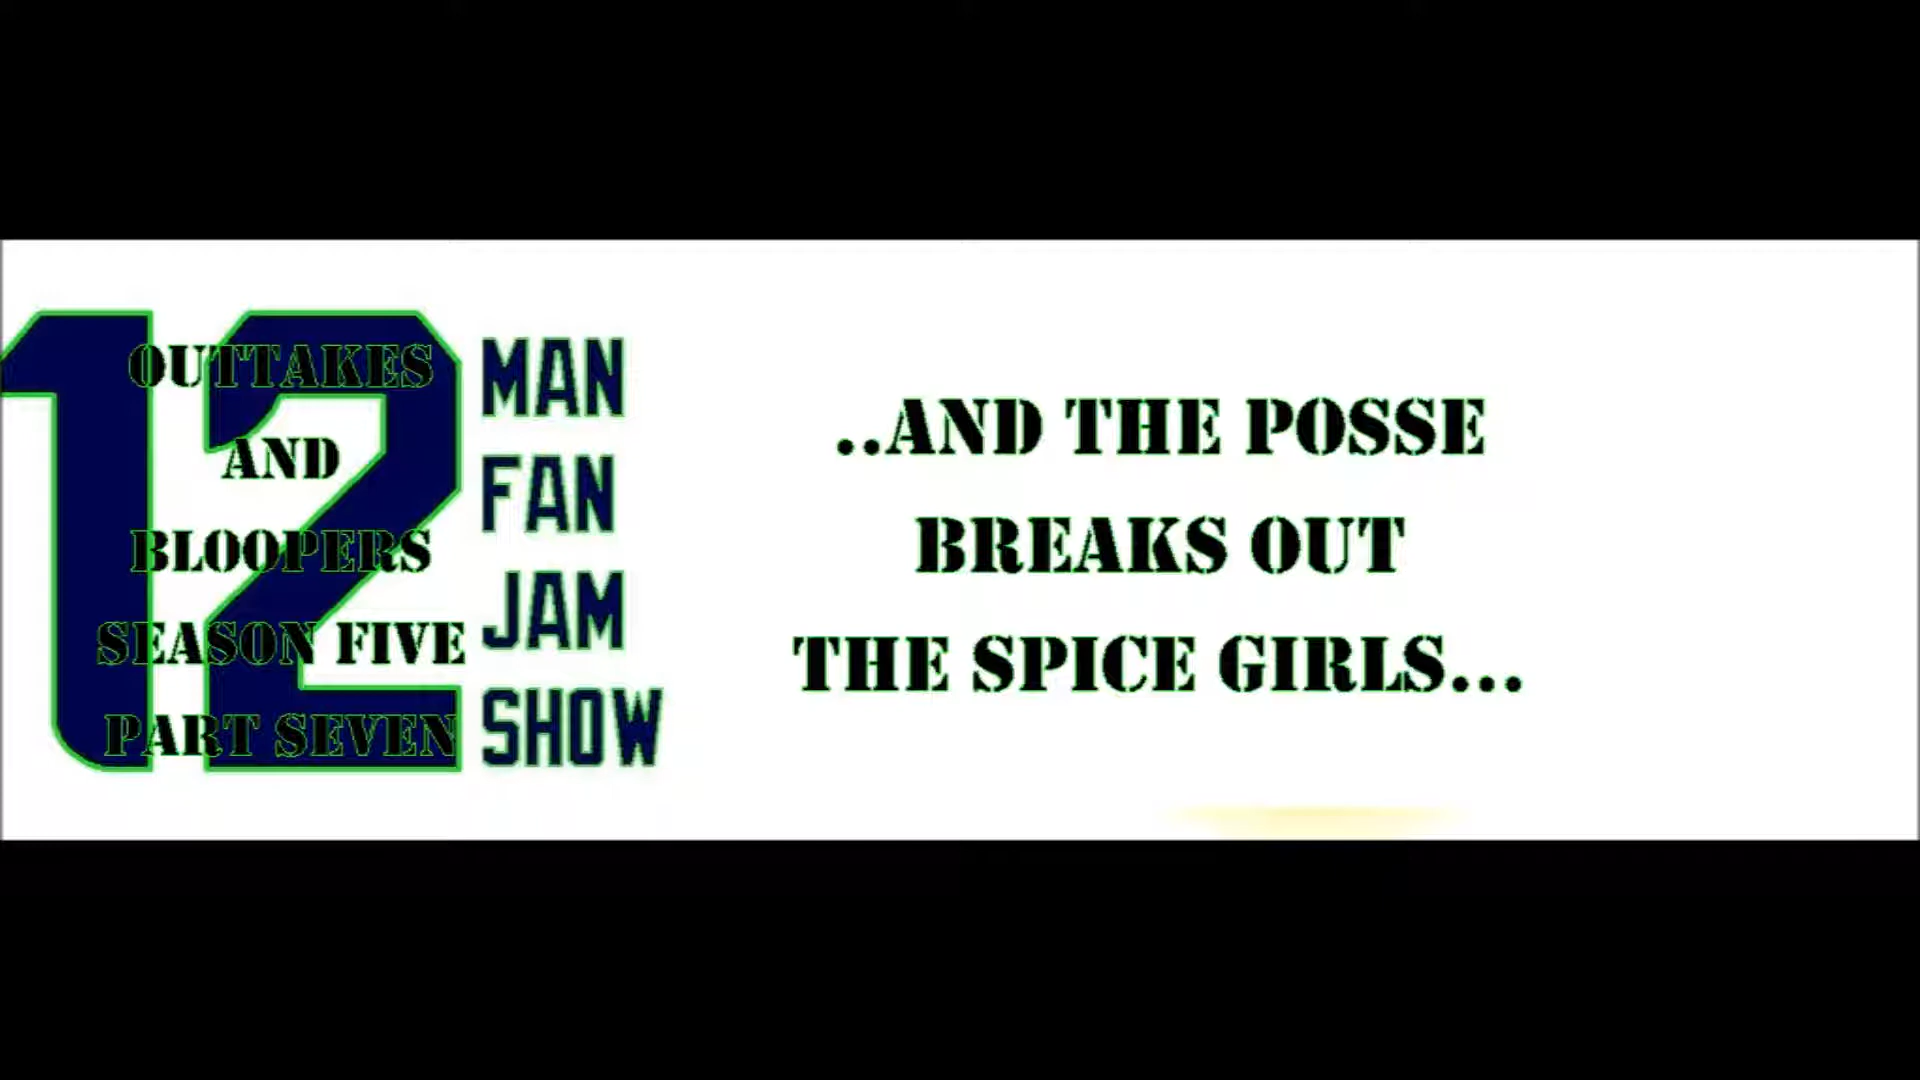 12
MAN
FAN
JAM
SHOW
OUTTAKES
AND
BLOOPERS
SEASON FIVE
PART SEVEN
..AND THE POSSE
BREAKS OUT
THE SPICE GIRLS...